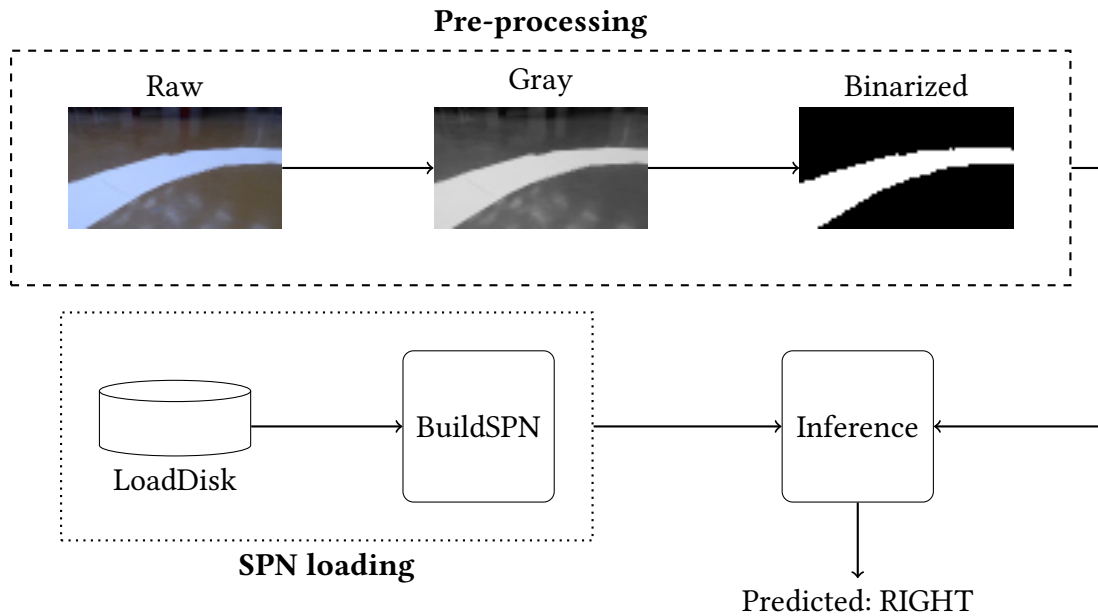 Pre-processing
Raw
Gray
Binarized
BuildSPN
Inference
LoadDisk
SPN loading
Predicted: RIGHT